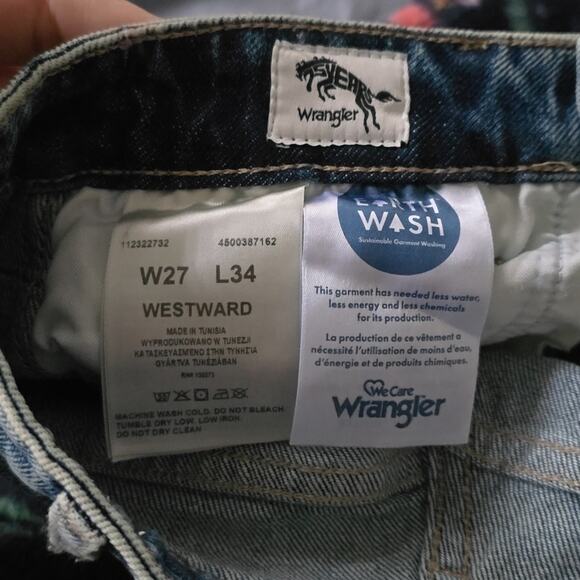 75 YEARS
Wrangler
112322732 4500387162
W27 L34
WESTWARD
MADE IN TUNISIA
WYPRODUKOWANO W TUNEZJI
ΚΑΤΑΣΚΕΥΑΣΜΕΝΟ ΣΤΗΝ ΤΥΝΗΣΙΑ
GYÁRTVA TUNÉZIÁBAN
MACHINE WASH COLD. DO NOT BLEACH.
TUMBLE DRY LOW. LOW IRON.
DO NOT DRY CLEAN
EARTH
WASH
Sustainable Garment Washing
This garment has needed less water,
less energy and less chemicals
for its production.
La production de ce vêtement a
nécessité l'utilisation de moins d'eau,
d'énergie et de produits chimiques.
We Care
Wrangler